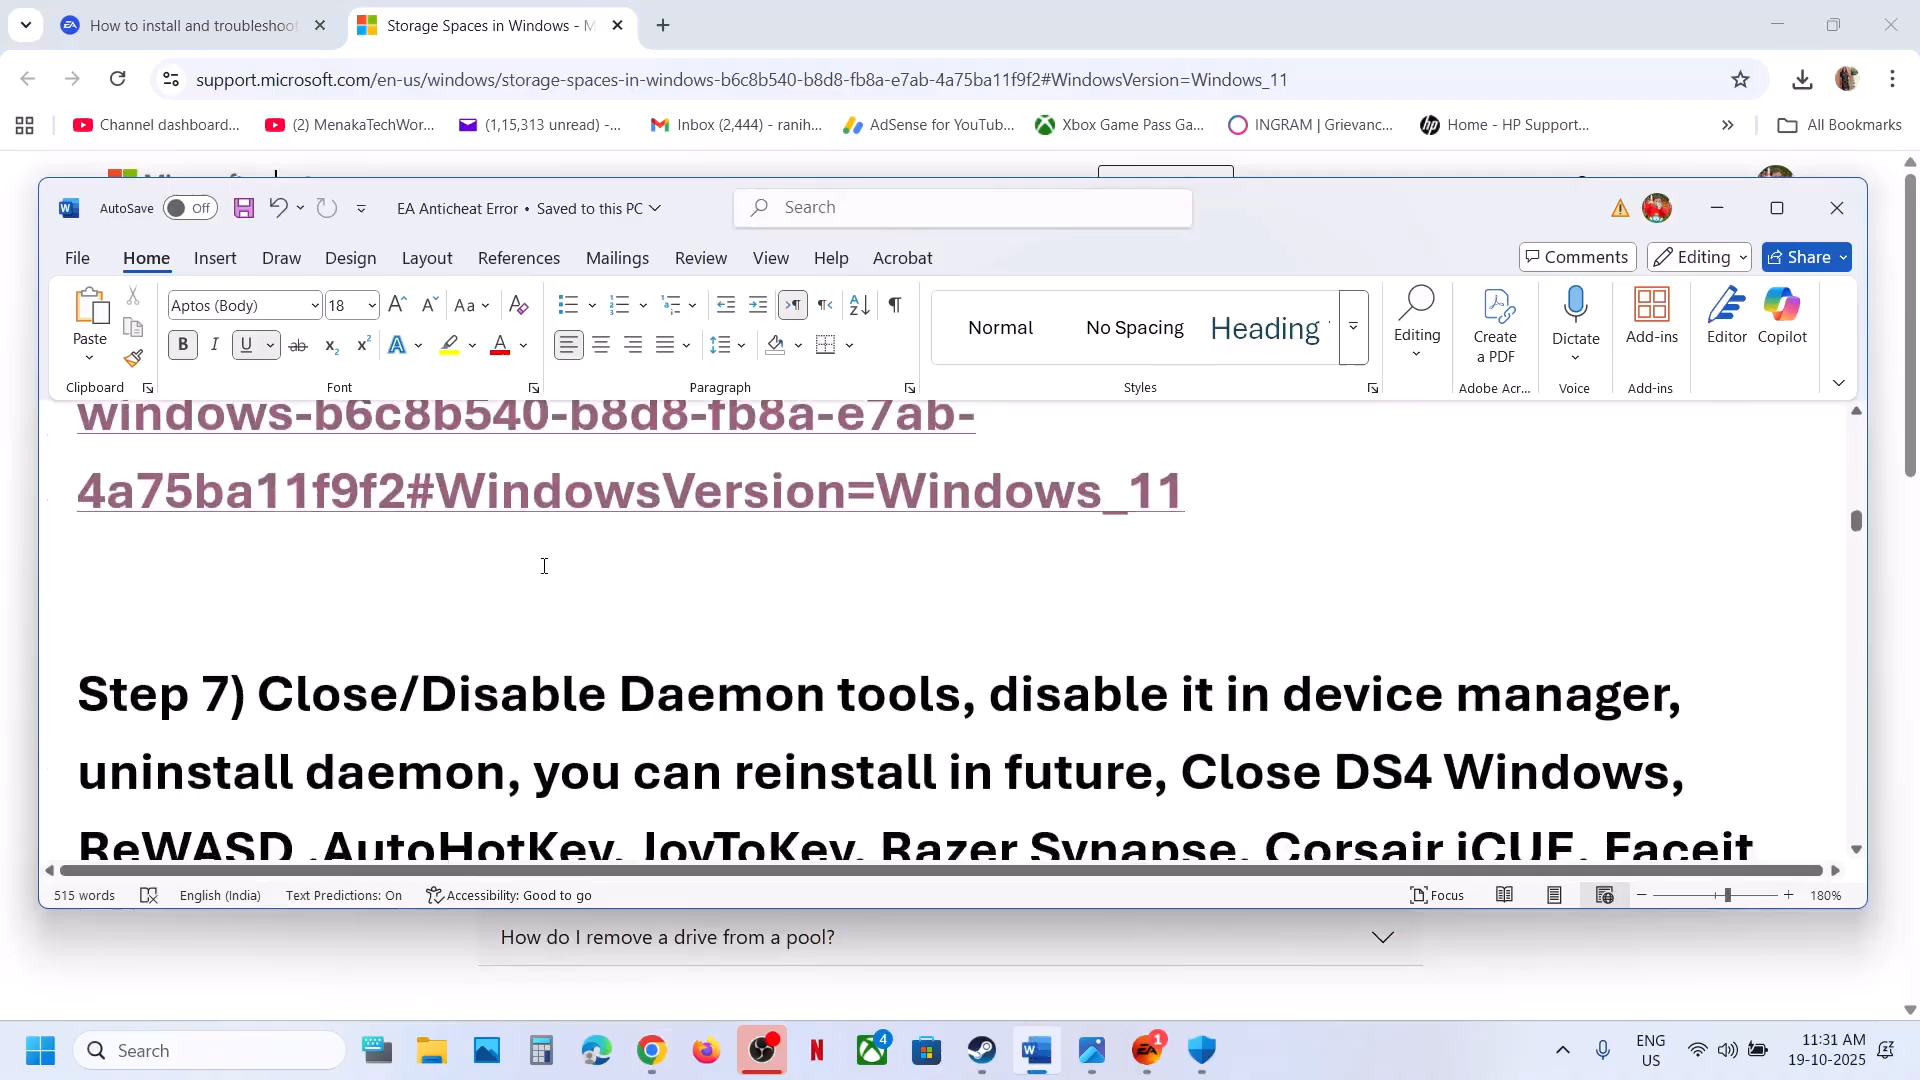 How to install and troubleshoot
Storage Spaces in Windows - M
support.microsoft.com/en-us/windows/storage-spaces-in-windows-b6c8b540-b8d8-fb8a-e7ab-4a75ba11f9f2#WindowsVersion=Windows_11
Channel dashboard...
(2) MenakaTechWor...
(1,15,313 unread) -...
Inbox (2,444) - ranih...
AdSense for YouTub...
Xbox Game Pass Ga...
INGRAM | Grievanc...
Home - HP Support...
All Bookmarks
AutoSave
Off
EA Anticheat Error • Saved to this PC
Search
File
Home
Insert
Draw
Design
Layout
References
Mailings
Review
View
Help
Acrobat
Comments
Editing
Share
Paste
Aptos (Body)
18
Normal
No Spacing
Heading
Editing
Create a PDF
Dictate
Add-ins
Editor
Copilot
Clipboard
Font
Paragraph
Styles
Adobe Acr...
Voice
Add-ins
windows-b6c8b540-b8d8-fb8a-e7ab-
4a75ba11f9f2#WindowsVersion=Windows_11
Step 7) Close/Disable Daemon tools, disable it in device manager,
uninstall daemon, you can reinstall in future, Close DS4 Windows,
ReWASD ,AutoHotKey, JoyToKey, Razer Synapse, Corsair iCUE, Faceit
515 words
English (India)
Text Predictions: On
Accessibility: Good to go
Focus
180%
How do I remove a drive from a pool?
Search
4
1
ENG
US
11:31 AM
19-10-2025